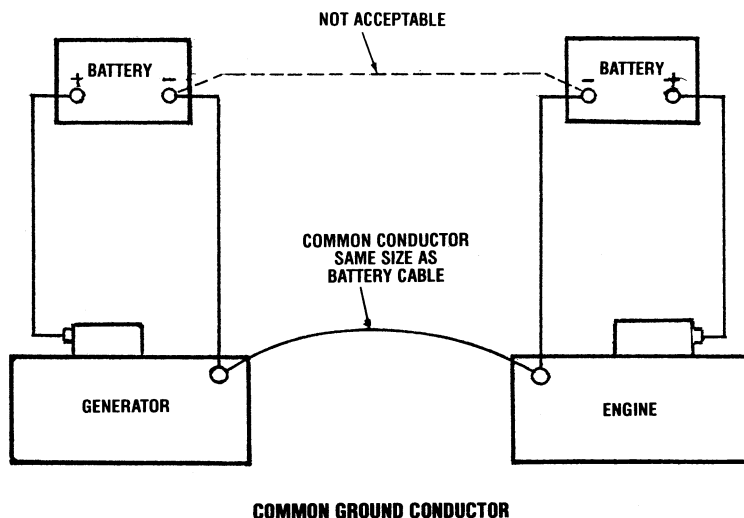 NOT ACCEPTABLE
BATTERY
+ -
BATTERY
- +
COMMON CONDUCTOR
SAME SIZE AS
BATTERY CABLE
GENERATOR
ENGINE
COMMON GROUND CONDUCTOR